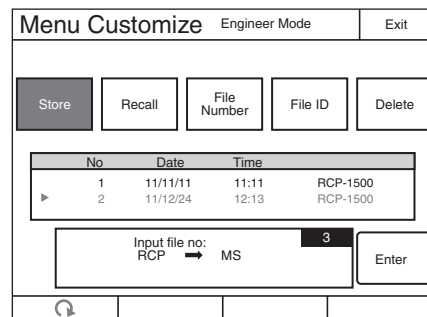 Menu Customize Engineer Mode Exit
Store Recall File Number File ID Delete
No Date Time
1 11/11/11 11:11 RCP-1500
2 11/12/24 12:13 RCP-1500
Input file no: 3
RCP ➡ MS
Enter